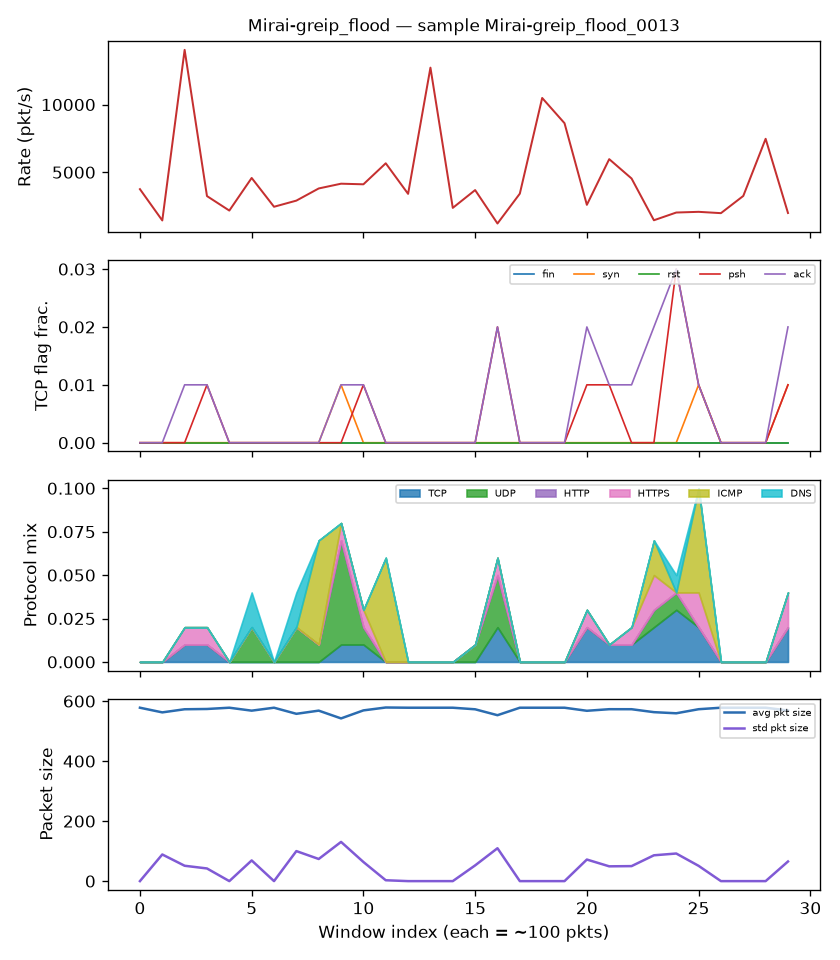 Mirai-greip_flood — sample Mirai-greip_flood_0013
Rate (pkt/s)
10000
5000
TCP flag frac.
0.03
0.02
0.01
0.00
fin syn rst psh ack
Protocol mix
0.100
0.075
0.050
0.025
0.000
TCP UDP HTTP HTTPS ICMP DNS
Packet size
600
400
200
0
avg pkt size
std pkt size
0 5 10 15 20 25 30
Window index (each = ~100 pkts)